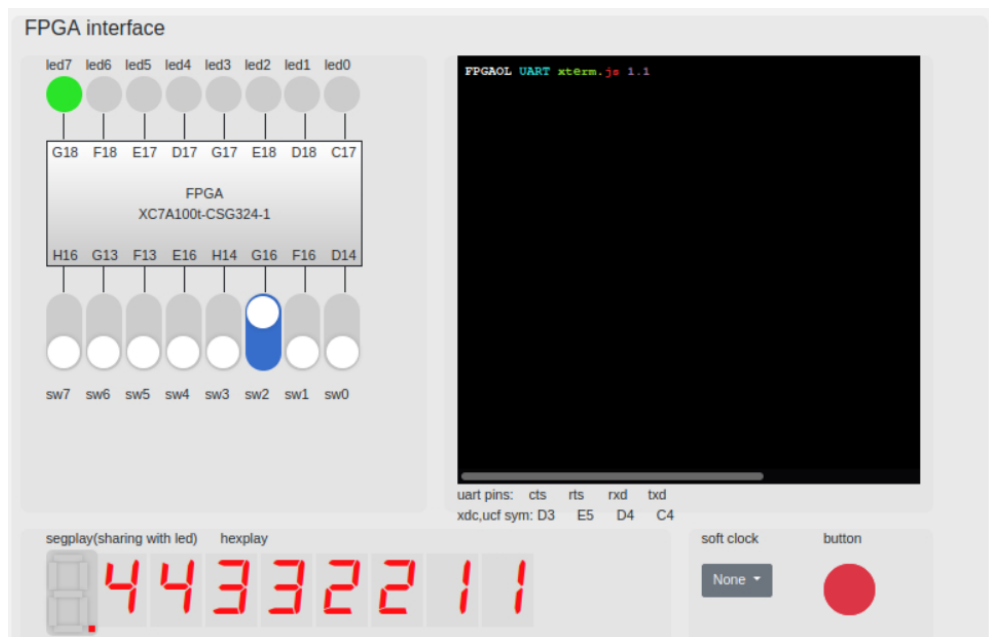 FPGA interface
led7 led6 led5 led4 led3 led2 led1 led0
G18 F18 E17 D17 G17 E18 D18 C17
FPGA
XC7A100t-CSG324-1
H16 G13 F13 E16 H14 G16 F16 D14
sw7 sw6 sw5 sw4 sw3 sw2 sw1 sw0
FPGAOL UART xterm.js 1.1
uart pins: cts rts rxd txd
xdc,ucf sym: D3 E5 D4 C4
segplay(sharing with led) hexplay
44332211
soft clock button
None